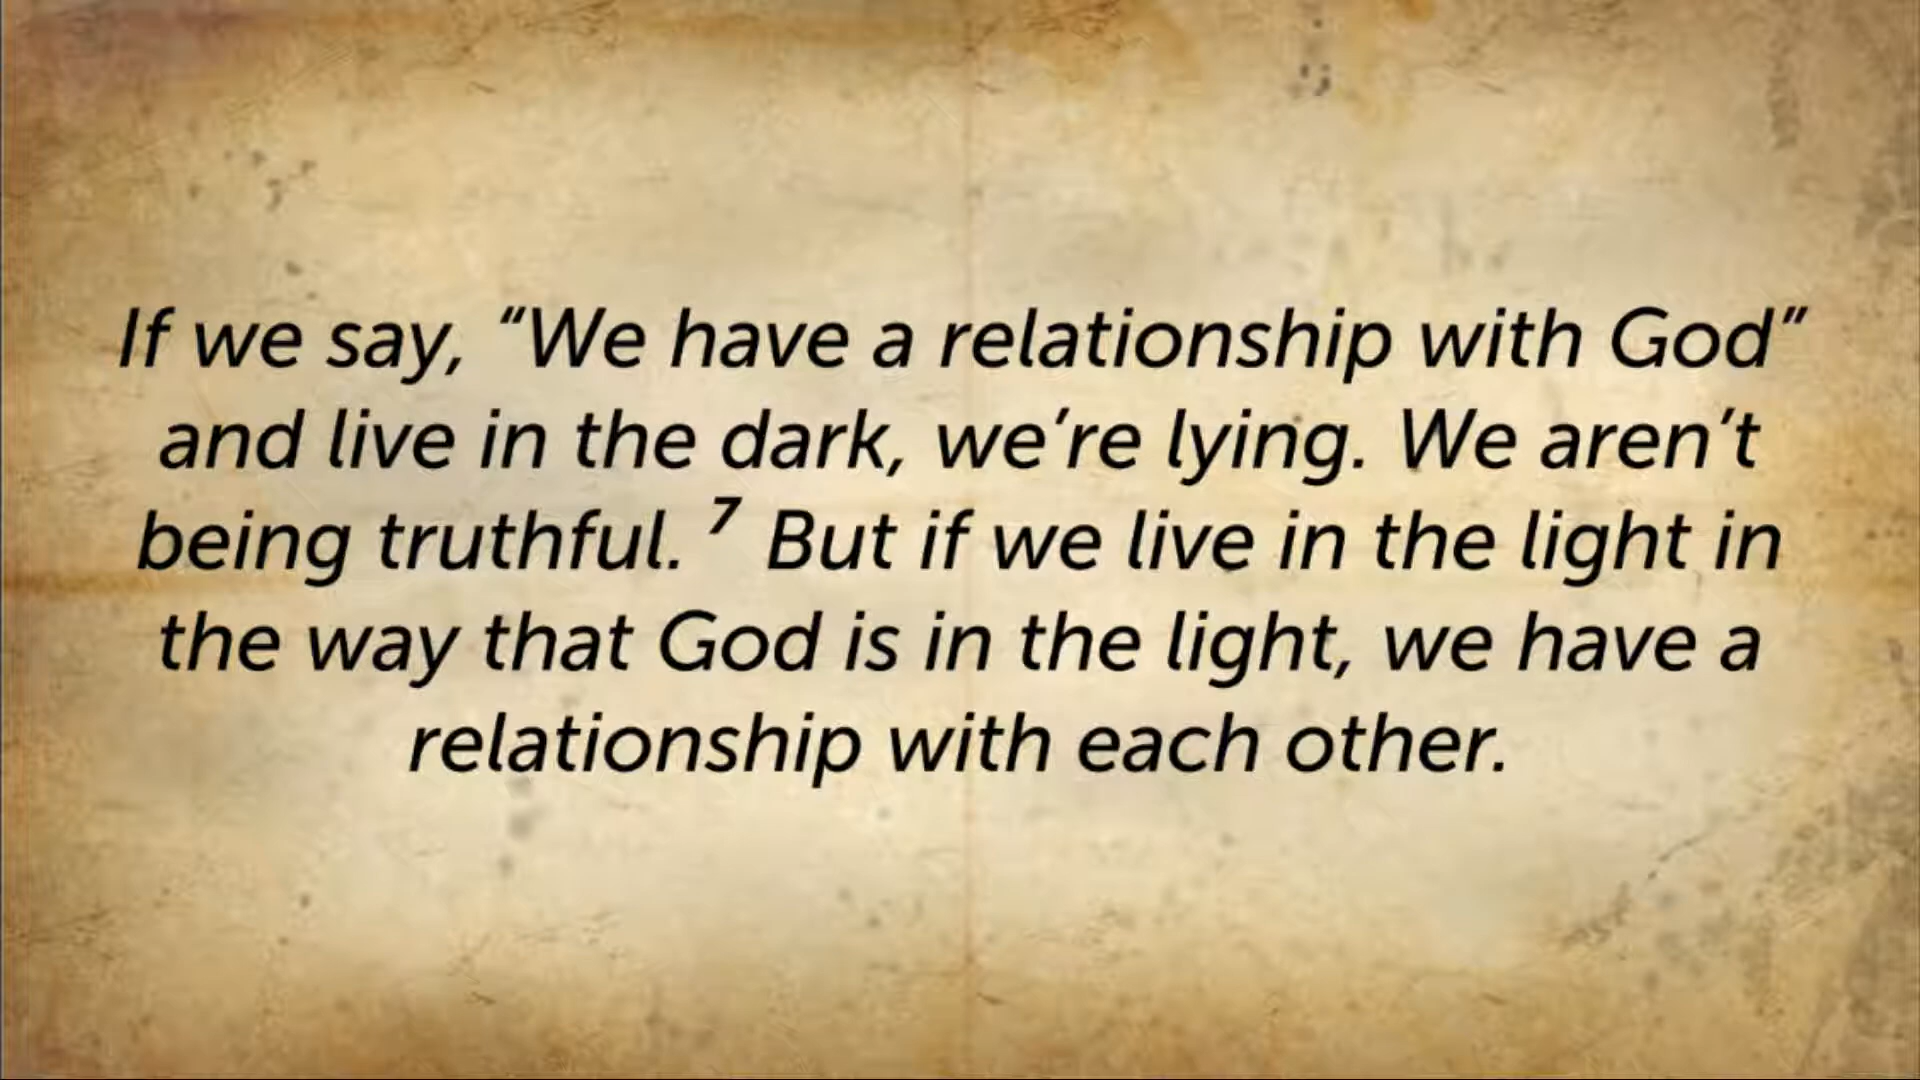 If we say, “We have a relationship with God”
and live in the dark, we’re lying. We aren’t
being truthful. ⁷ But if we live in the light in
the way that God is in the light, we have a
relationship with each other.